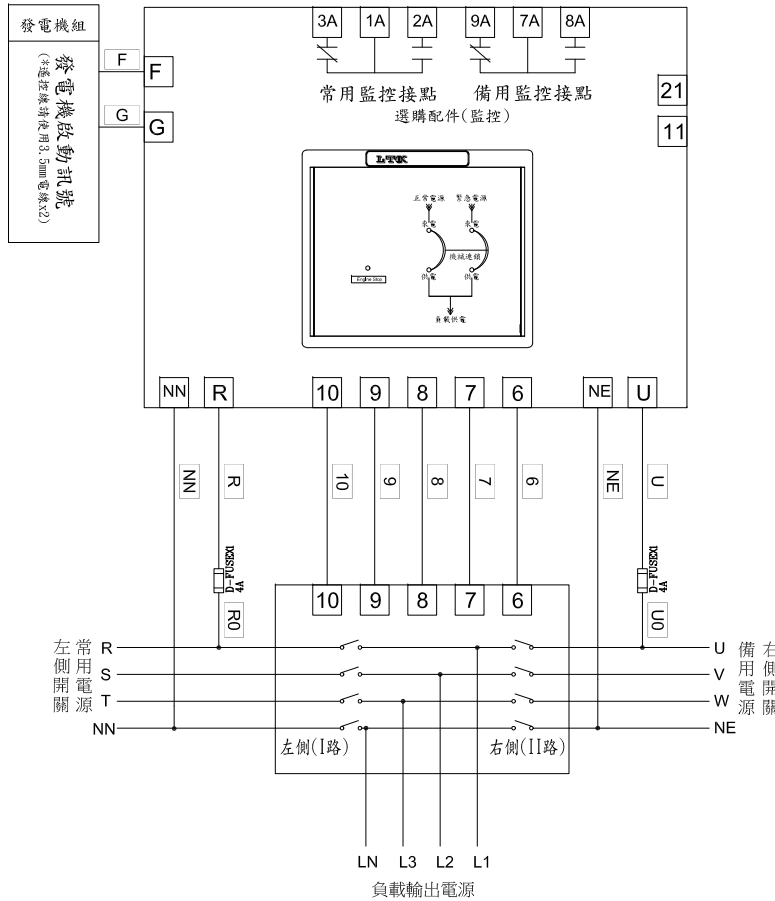 發電機組
F
G
發電機啟動訊號
(*遙控線請使用3.5mm電線x2)
F
G
3A 1A 2A 9A 7A 8A
常用監控接點 備用監控接點
選購配件(監控)
21
11
LTK
正常電源 緊急電源
來電 來電
機械連鎖
供電 供電
Engine Stop
負載供電
NN R 10 9 8 7 6 NE U
NN R 10 9 8 7 6 NE U
D-FUSEX1
4A
D-FUSEX1
4A
R0
U0
10 9 8 7 6
常用電源
左側開關
R
S
T
NN
U
V
W
NE
備用電源
右側開關
左側(I路) 右側(II路)
LN L3 L2 L1
負載輸出電源